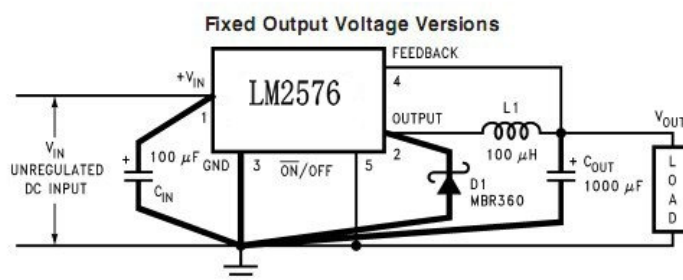 Fixed Output Voltage Versions
FEEDBACK
+VIN
4
LM2576
L1
OUTPUT
VOUT
1
VIN
UNREGULATED
DC INPUT
+
100 μF
CIN
GND
3
ON/OFF
5
2
100 μH
D1
MBR360
+
COUT
1000 μF
LOAD